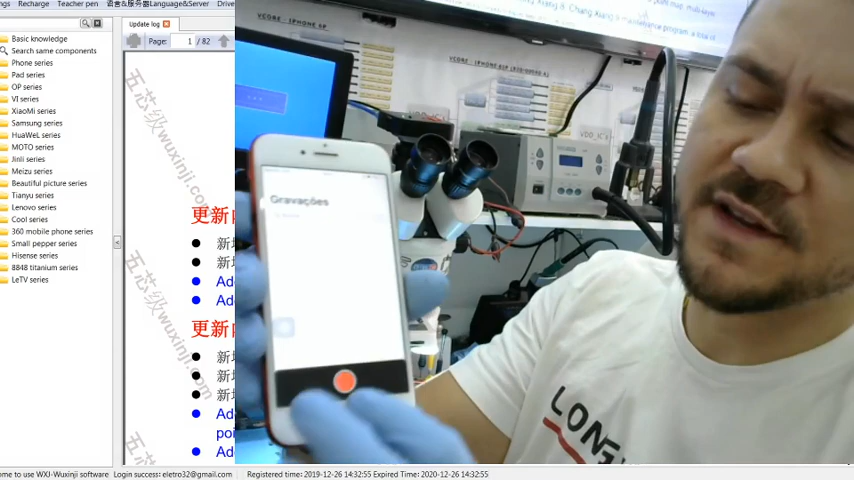 Recharge Teacher pen 语言&服务器Language&Server
Update log
Page: 1 / 82
Basic knowledge
Search same components
Phone series
Pad series
OP series
VI series
XiaoMi series
Samsung series
HuaWeL series
MOTO series
Jinli series
Meizu series
Beautiful picture series
Tianyu series
Lenovo series
Cool series
360 mobile phone series
Small pepper series
Hisense series
8848 titanium series
LeTV series
五芯级wuxinji.co
更新
新
新
Ad
Ad
五芯级wuxinji.com
更新
新
新
新
Ad
poi
Ad
五芯
VCORE - IPHONE 6P
VDD_IC
Gravações
LONG
me to use WXJ-Wuxinji software Login success: eletro32@gmail.com Registered time: 2019-12-26 14:32:55 Expired Time: 2020-12-26 14:32:55